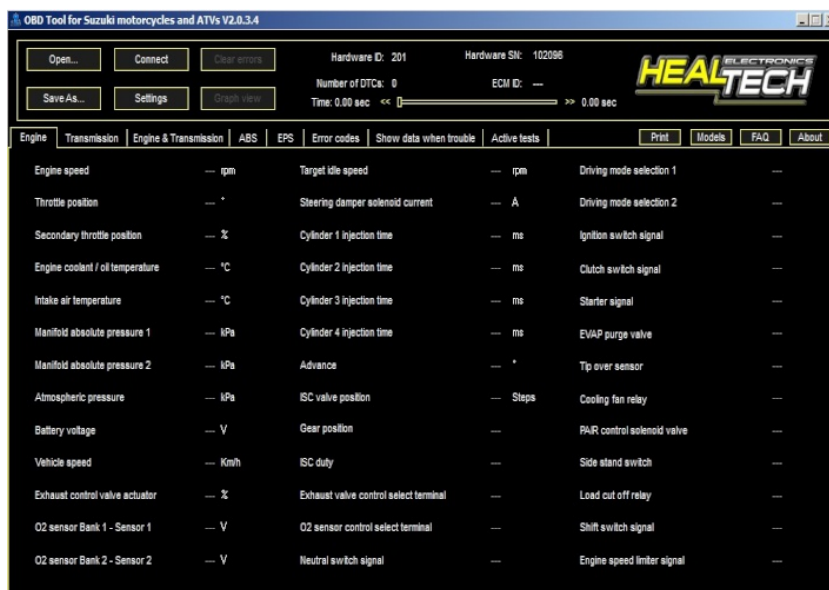 OBD Tool for Suzuki motorcycles and ATVs V2.0.3.4
Open... Connect Clear errors Hardware ID: 201 Hardware SN: 102096
Number of DTCs: 0 ECM ID: ---
Save As... Settings Graph view Time: 0.00 sec << >> 0.00 sec
HEALTECH ELECTRONICS
Engine Transmission Engine & Transmission ABS EPS Error codes Show data when trouble Active tests Print Models FAQ About
Engine speed --- rpm Target idle speed --- rpm Driving mode selection 1 ---
Throttle position --- ° Steering damper solenoid current --- A Driving mode selection 2 ---
Secondary throttle position --- % Cylinder 1 injection time --- ms Ignition switch signal ---
Engine coolant / oil temperature --- °C Cylinder 2 injection time --- ms Clutch switch signal ---
Intake air temperature --- °C Cylinder 3 injection time --- ms Starter signal ---
Manifold absolute pressure 1 --- kPa Cylinder 4 injection time --- ms EVAP purge valve ---
Manifold absolute pressure 2 --- kPa Advance --- ° Tip over sensor ---
Atmospheric pressure --- kPa ISC valve position --- Steps Cooling fan relay ---
Battery voltage --- V Gear position --- PAIR control solenoid valve ---
Vehicle speed --- Km/h ISC duty --- Side stand switch ---
Exhaust control valve actuator --- % Exhaust valve control select terminal --- Load cut off relay ---
O2 sensor Bank 1 - Sensor 1 --- V O2 sensor control select terminal --- Shift switch signal ---
O2 sensor Bank 2 - Sensor 2 --- V Neutral switch signal --- Engine speed limiter signal ---